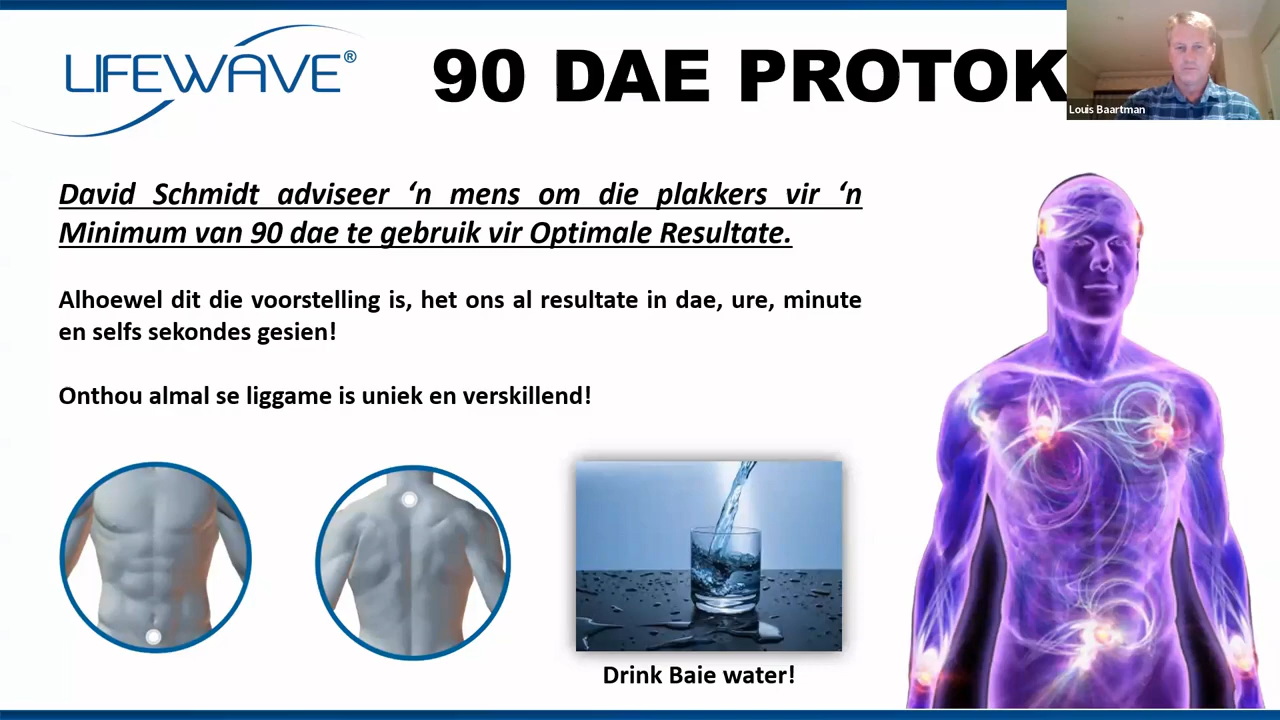 LIFEWAVE®
90 DAE PROTOK
Louis Baartman
David Schmidt adviseer ‘n mens om die plakkers vir ‘n
Minimum van 90 dae te gebruik vir Optimale Resultate.
Alhoewel dit die voorstelling is, het ons al resultate in dae, ure, minute
en selfs sekondes gesien!
Onthou almal se liggame is uniek en verskillend!
Drink Baie water!